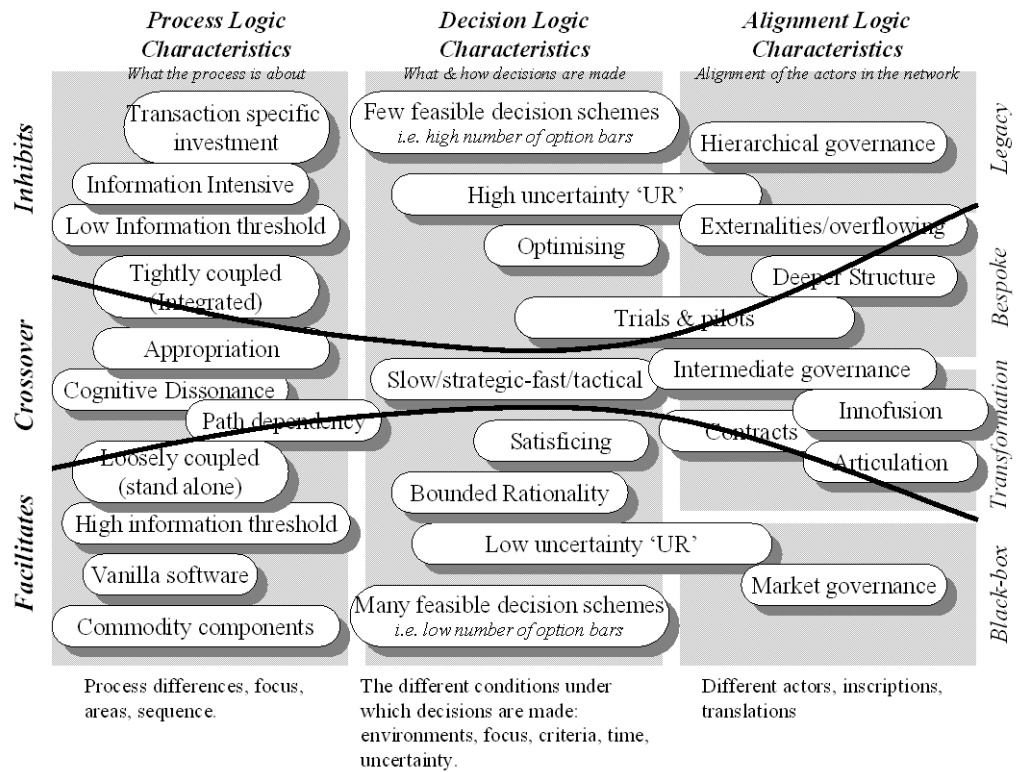 Process Logic
Characteristics
What the process is about
Decision Logic
Characteristics
What & how decisions are made
Alignment Logic
Characteristics
Alignment of the actors in the network
Inhibits
Crossover
Facilitates
Transaction specific
investment
Information Intensive
Low Information threshold
Tightly coupled
(Integrated)
Appropriation
Cognitive Dissonance
Path dependency
Loosely coupled
(stand alone)
High information threshold
Vanilla software
Commodity components
Few feasible decision schemes
i.e. high number of option bars
High uncertainty ‘UR’
Optimising
Trials & pilots
Slow/strategic-fast/tactical
Satisficing
Bounded Rationality
Low uncertainty ‘UR’
Many feasible decision schemes
i.e. low number of option bars
Hierarchical governance
Externalities/overflowing
Deeper Structure
Intermediate governance
Innofusion
Contracts
Articulation
Market governance
Legacy
Bespoke
Transformation
Black-box
Process differences, focus,
areas, sequence.
The different conditions under
which decisions are made:
environments, focus, criteria, time,
uncertainty.
Different actors, inscriptions,
translations